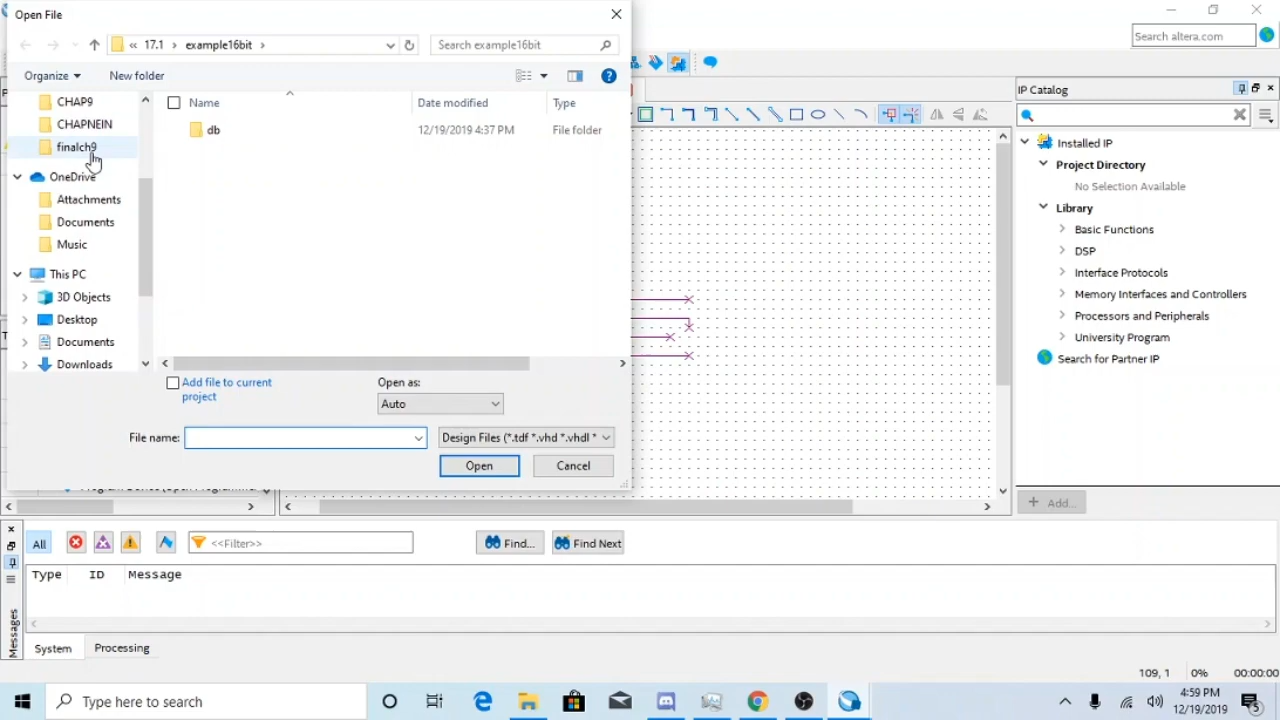 Open File
« 17.1 > example16bit >
Search example16bit
Search altera.com
Organize
New folder
CHAP9
CHAPNEIN
finalch9
OneDrive
Attachments
Documents
Music
This PC
3D Objects
Desktop
Documents
Downloads
Name
Date modified
Type
db
12/19/2019 4:37 PM
File folder
Add file to current
project
Open as:
Auto
File name:
Design Files (*.tdf *.vhd *.vhdl *
Open
Cancel
IP Catalog
Installed IP
Project Directory
No Selection Available
Library
Basic Functions
DSP
Interface Protocols
Memory Interfaces and Controllers
Processors and Peripherals
University Program
Search for Partner IP
+ Add...
All
<<Filter>>
Find...
Find Next
Type
ID
Message
Messages
System
Processing
109, 1
0%
00:00:00
Type here to search
4:59 PM
12/19/2019
5